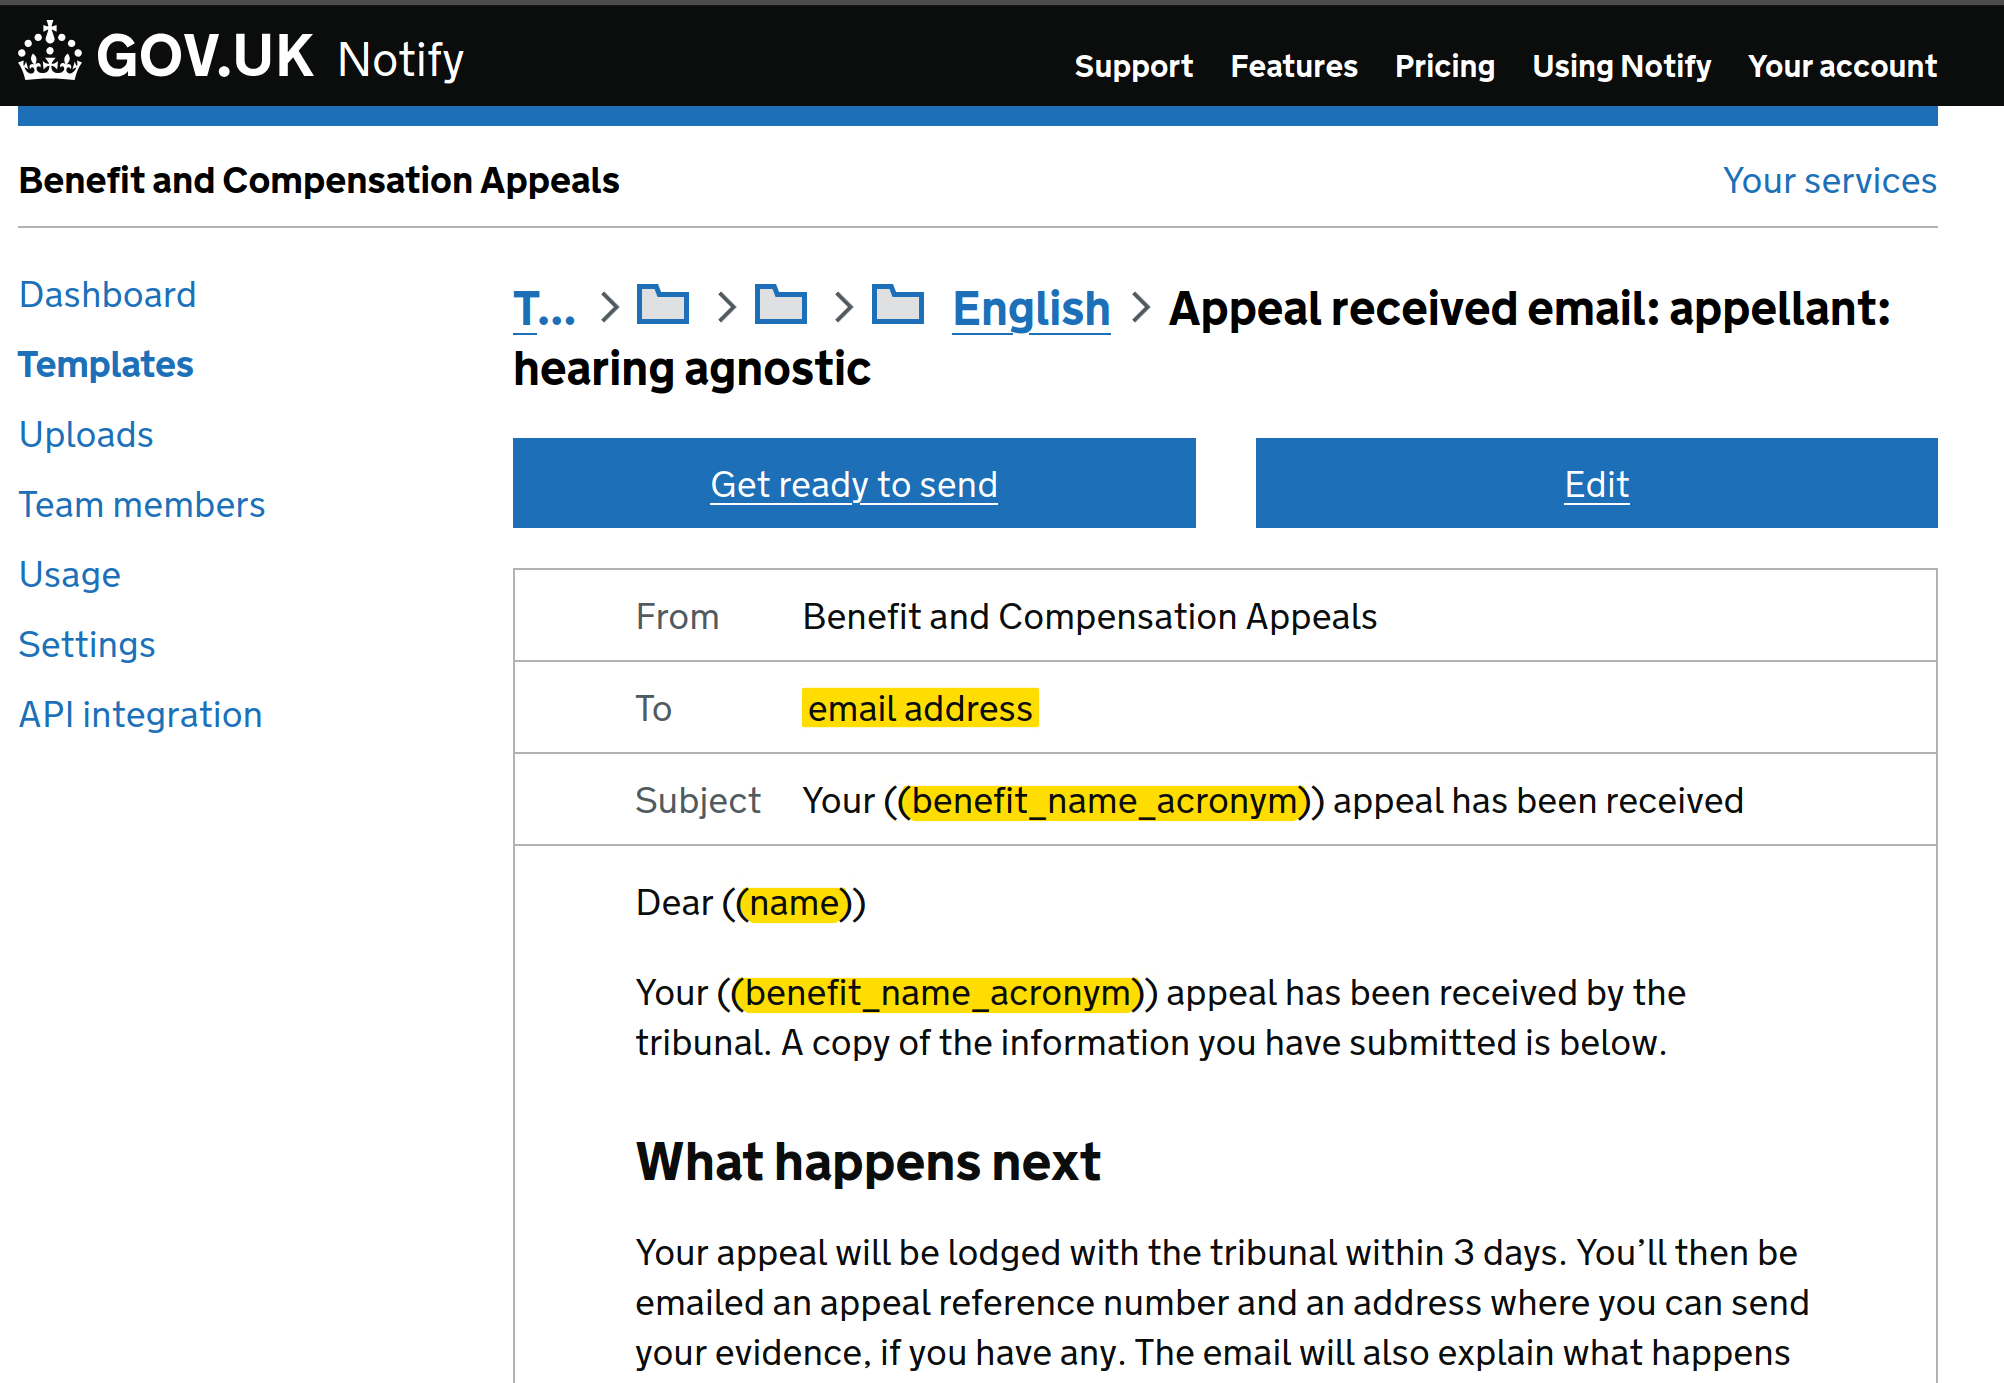 GOV.UK Notify
Support Features Pricing Using Notify Your account
Benefit and Compensation Appeals
Your services
Dashboard
Templates
Uploads
Team members
Usage
Settings
API integration
T... > > > English > Appeal received email: appellant:
hearing agnostic
Get ready to send
Edit
From Benefit and Compensation Appeals
To email address
Subject Your ((benefit_name_acronym)) appeal has been received
Dear ((name))
Your ((benefit_name_acronym)) appeal has been received by the
tribunal. A copy of the information you have submitted is below.
What happens next
Your appeal will be lodged with the tribunal within 3 days. You’ll then be
emailed an appeal reference number and an address where you can send
your evidence, if you have any. The email will also explain what happens